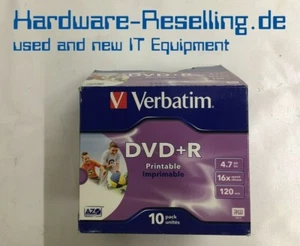 Hardware-Reselling.de
used and new IT Equipment
Verbatim
DVD+R
Printable
Imprimable
4.7
16x
120
AZO
10 pack
unités